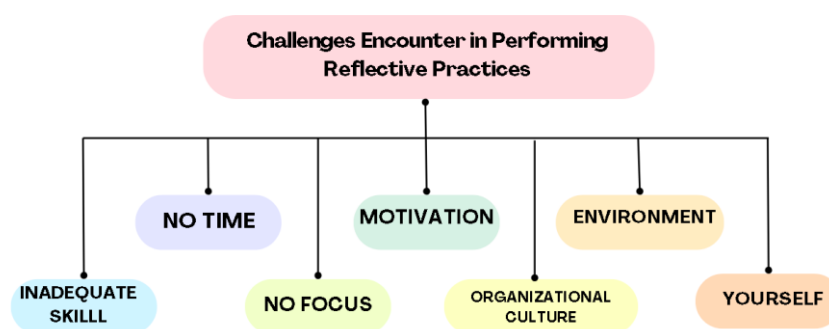 Challenges Encounter in Performing
Reflective Practices
NO TIME
MOTIVATION
ENVIRONMENT
INADEQUATE
SKILLL
NO FOCUS
ORGANIZATIONAL
CULTURE
YOURSELF